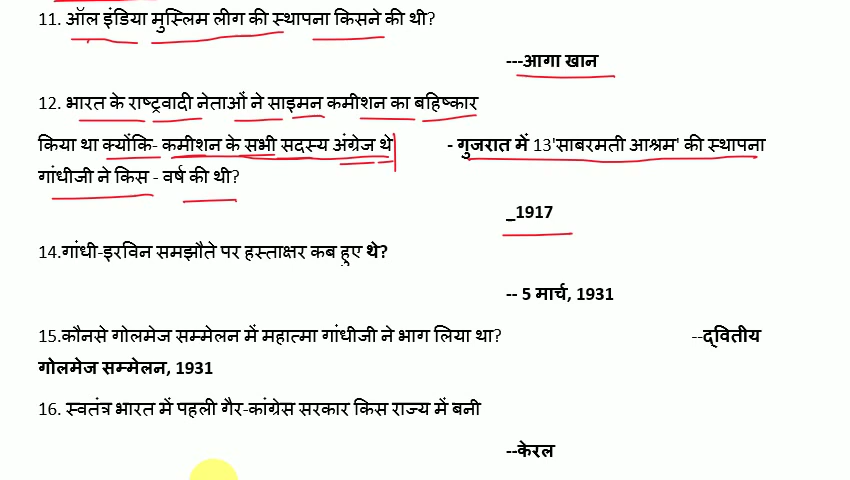 11. ऑल इंडिया मुस्लिम लीग की स्थापना किसने की थी?
---आगा खान
12. भारत के राष्ट्रवादी नेताओं ने साइमन कमीशन का बहिष्कार
किया था क्योंकि- कमीशन के सभी सदस्य अंग्रेज थे - गुजरात में 13'साबरमती आश्रम' की स्थापना
गांधीजी ने किस - वर्ष की थी?
_1917
14.गांधी-इरविन समझौते पर हस्ताक्षर कब हुए थे?
-- 5 मार्च, 1931
15.कौनसे गोलमेज सम्मेलन में महात्मा गांधीजी ने भाग लिया था? --द्वितीय
गोलमेज सम्मेलन, 1931
16. स्वतंत्र भारत में पहली गैर-कांग्रेस सरकार किस राज्य में बनी
--केरल